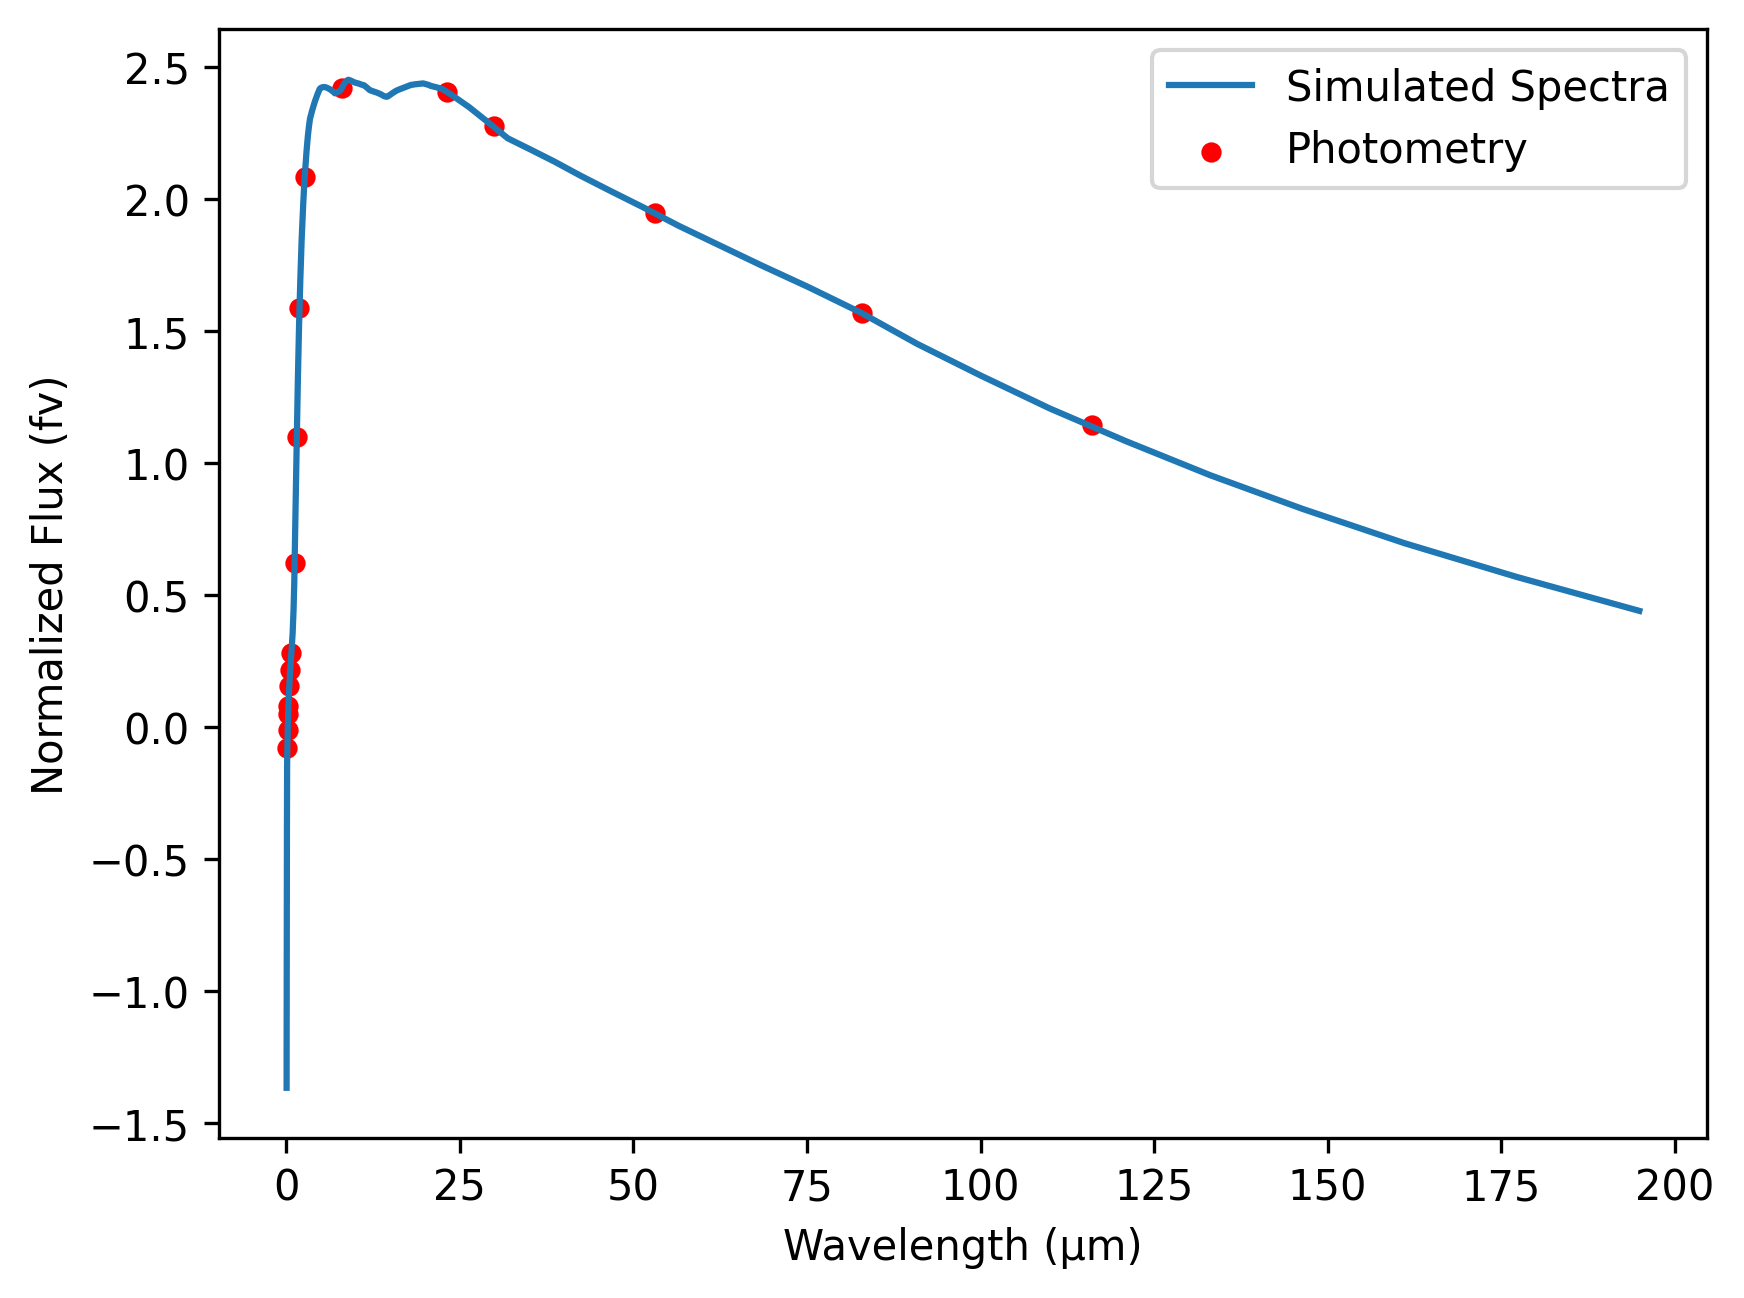 Simulated Spectra
Photometry
2.5
2.0
1.5
1.0
0.5
0.0
−0.5
−1.0
−1.5
Normalized Flux (fv)
0 25 50 75 100 125 150 175 200
Wavelength (μm)